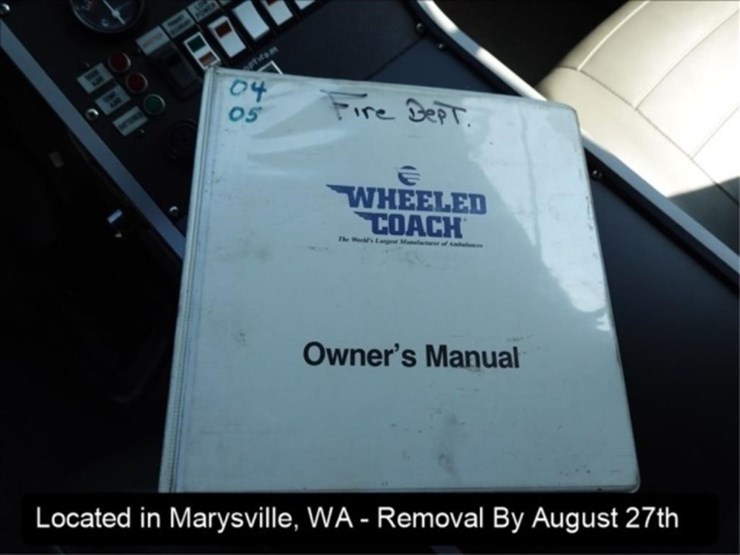 04
05
Fire Dept.
WHEELED
COACH
The World's Largest Manufacturer of Ambulances
Owner's Manual
Located in Marysville, WA - Removal By August 27th